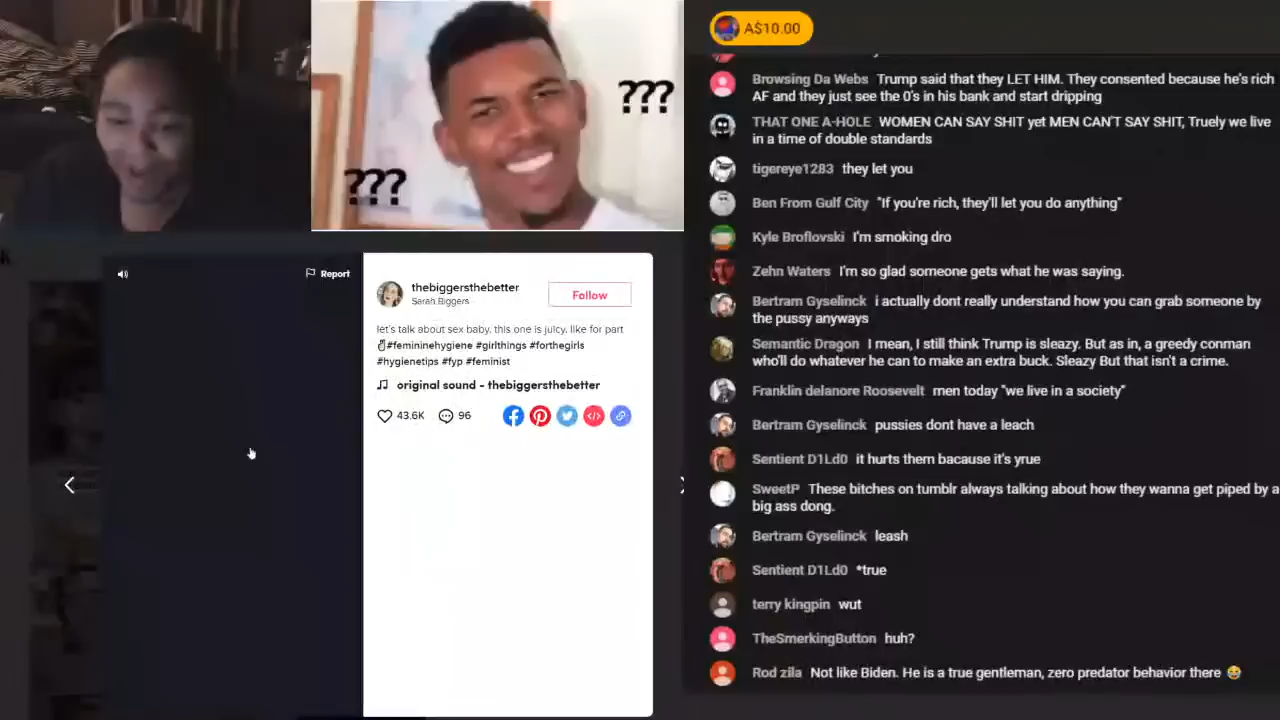 ???
???
Report
thebiggersthebetter
Sarah Biggers
Follow
let's talk about sex baby. this one is juicy. like for part
✌#femininehygiene #girlthings #forthegirls
#hygienetips #fyp #feminist
original sound - thebiggersthebetter
43.6K
96
A$10.00
Browsing Da Webs Trump said that they LET HIM. They consented because he's rich
AF and they just see the 0's in his bank and start dripping
THAT ONE A-HOLE WOMEN CAN SAY SHIT yet MEN CAN'T SAY SHIT, Truely we live
in a time of double standards
tigereye1283 they let you
Ben From Gulf City "If you're rich, they'll let you do anything"
Kyle Broflovski I'm smoking dro
Zehn Waters I'm so glad someone gets what he was saying.
Bertram Gyselinck i actually dont really understand how you can grab someone by
the pussy anyways
Semantic Dragon I mean, I still think Trump is sleazy. But as in, a greedy conman
who'll do whatever he can to make an extra buck. Sleazy But that isn't a crime.
Franklin delanore Roosevelt men today "we live in a society"
Bertram Gyselinck pussies dont have a leach
Sentient D1Ld0 it hurts them bacause it's yrue
SweetP These bitches on tumblr always talking about how they wanna get piped by a
big ass dong.
Bertram Gyselinck leash
Sentient D1Ld0 *true
terry kingpin wut
TheSmerkingButton huh?
Rod zila Not like Biden. He is a true gentleman, zero predator behavior there 😂